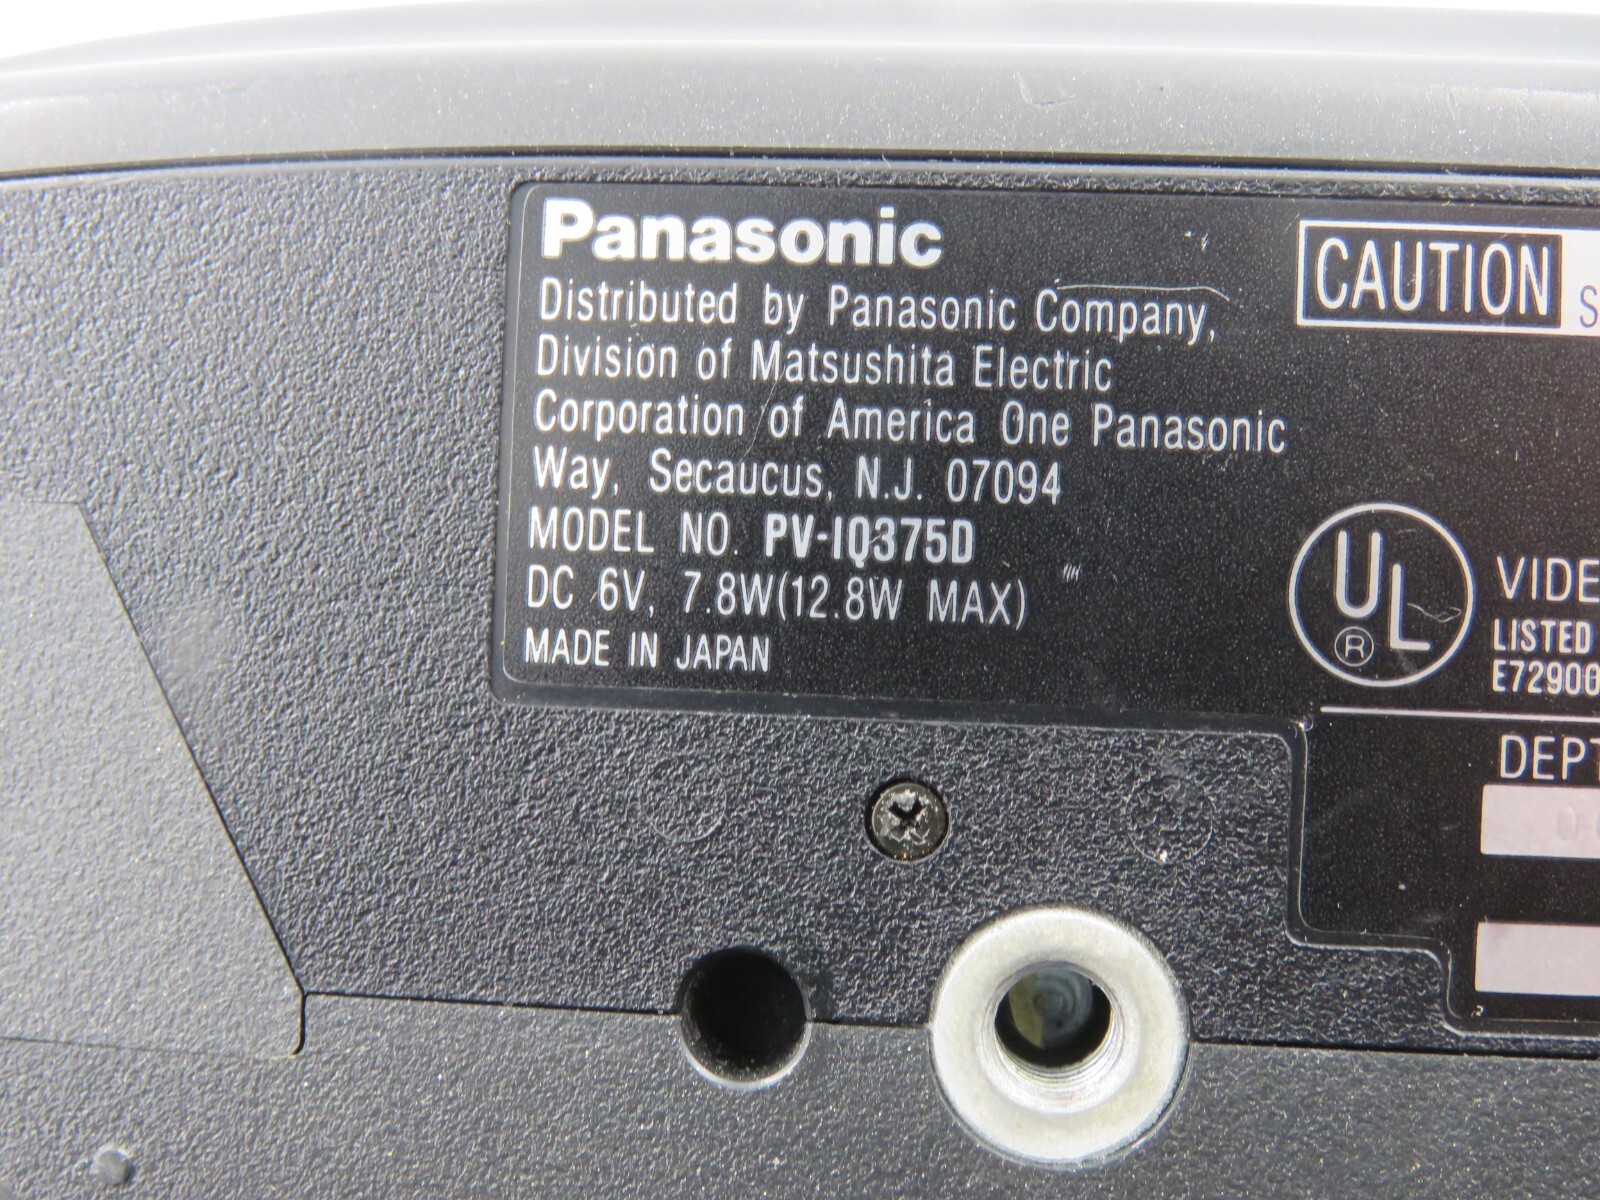 Panasonic
Distributed by Panasonic Company,
Division of Matsushita Electric
Corporation of America One Panasonic
Way, Secaucus, N.J. 07094
MODEL NO. PV-IQ375D
DC 6V, 7.8W(12.8W MAX)
MADE IN JAPAN
CAUTION
UL
®
LISTED